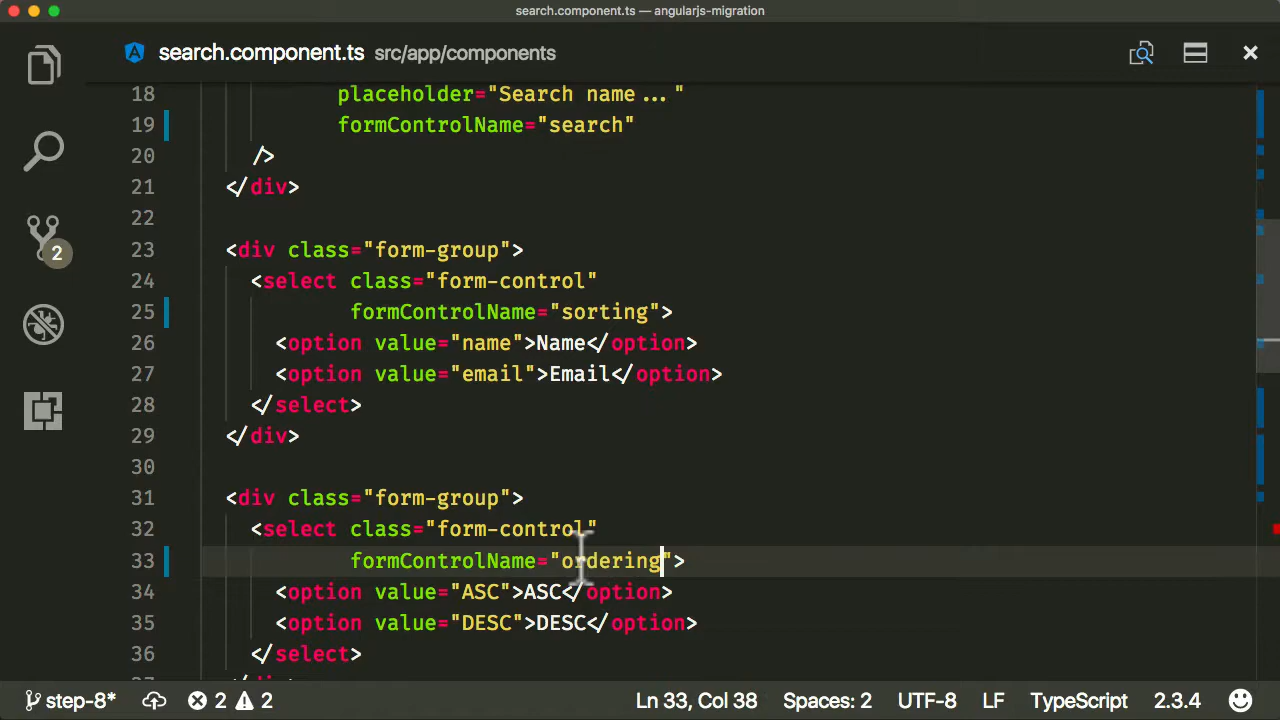 search.component.ts — angularjs-migration
search.component.ts src/app/components
18 placeholder="Search name..."
19 formControlName="search"
20 />
21 </div>
22
23 <div class="form-group">
24 <select class="form-control"
25 formControlName="sorting">
26 <option value="name">Name</option>
27 <option value="email">Email</option>
28 </select>
29 </div>
30
31 <div class="form-group">
32 <select class="form-control"
33 formControlName="ordering">
34 <option value="ASC">ASC</option>
35 <option value="DESC">DESC</option>
36 </select>
2
step-8* 2 2 Ln 33, Col 38 Spaces: 2 UTF-8 LF TypeScript 2.3.4